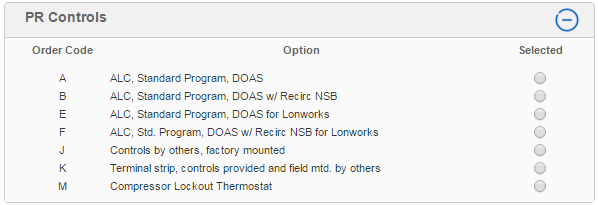 PR Controls
Order Code Option Selected
A ALC, Standard Program, DOAS
B ALC, Standard Program, DOAS w/ Recirc NSB
E ALC, Standard Program, DOAS for Lonworks
F ALC, Std. Program, DOAS w/ Recirc NSB for Lonworks
J Controls by others, factory mounted
K Terminal strip, controls provided and field mtd. by others
M Compressor Lockout Thermostat